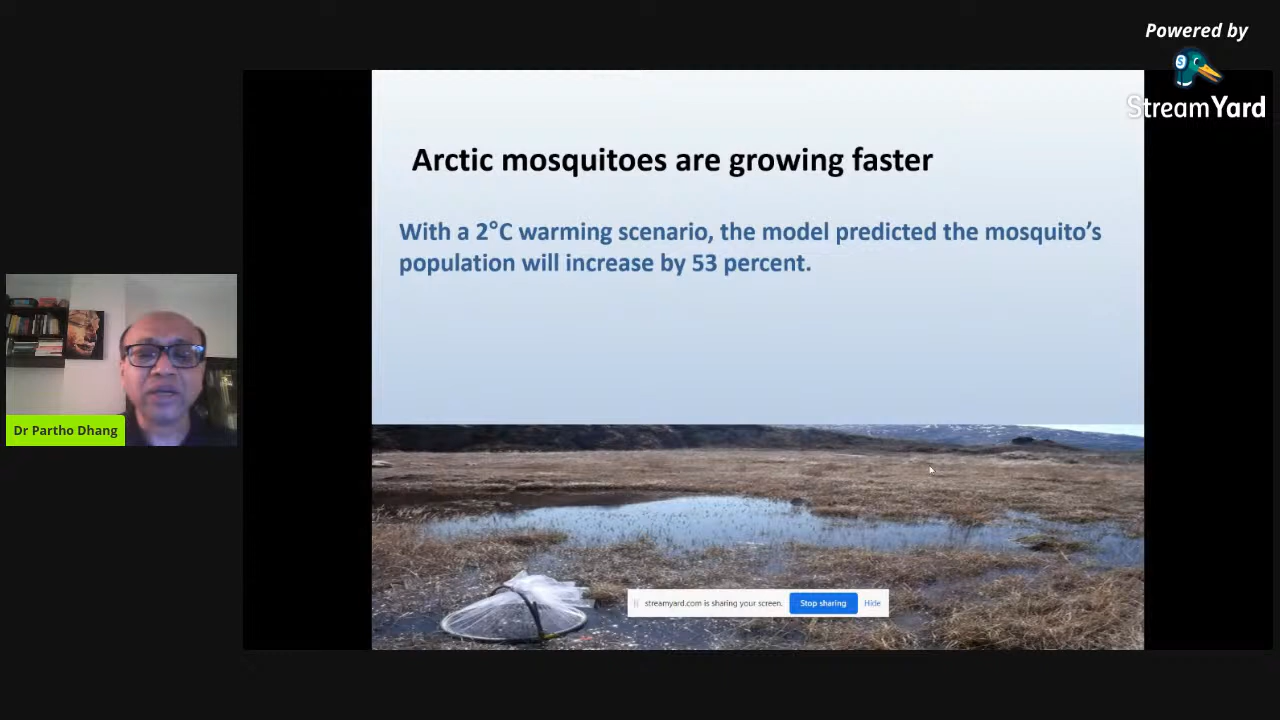 Powered by
StreamYard
Arctic mosquitoes are growing faster
With a 2°C warming scenario, the model predicted the mosquito's
population will increase by 53 percent.
Dr Partho Dhang
streamyard.com is sharing your screen.
Stop sharing
Hide